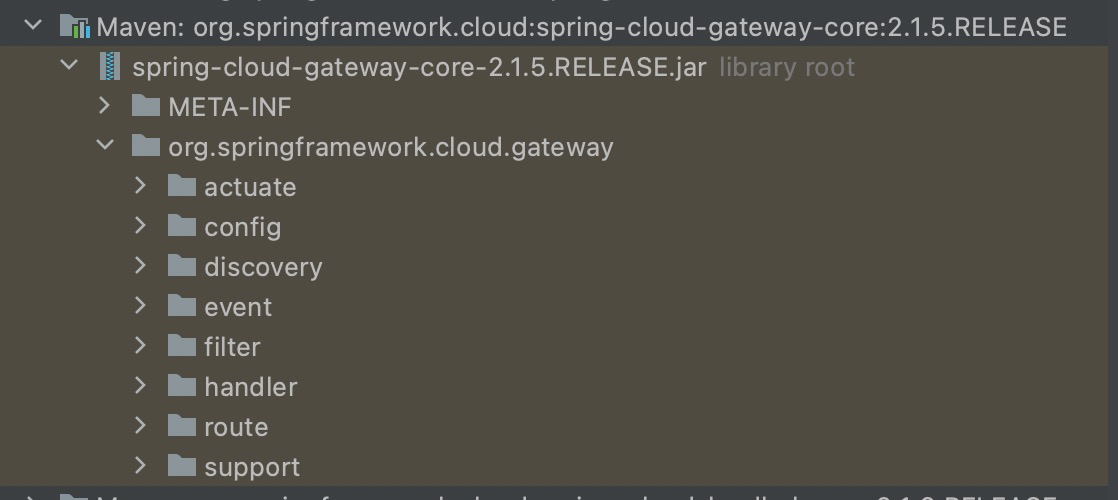 Maven: org.springframework.cloud:spring-cloud-gateway-core:2.1.5.RELEASE
spring-cloud-gateway-core-2.1.5.RELEASE.jar library root
META-INF
org.springframework.cloud.gateway
actuate
config
discovery
event
filter
handler
route
support